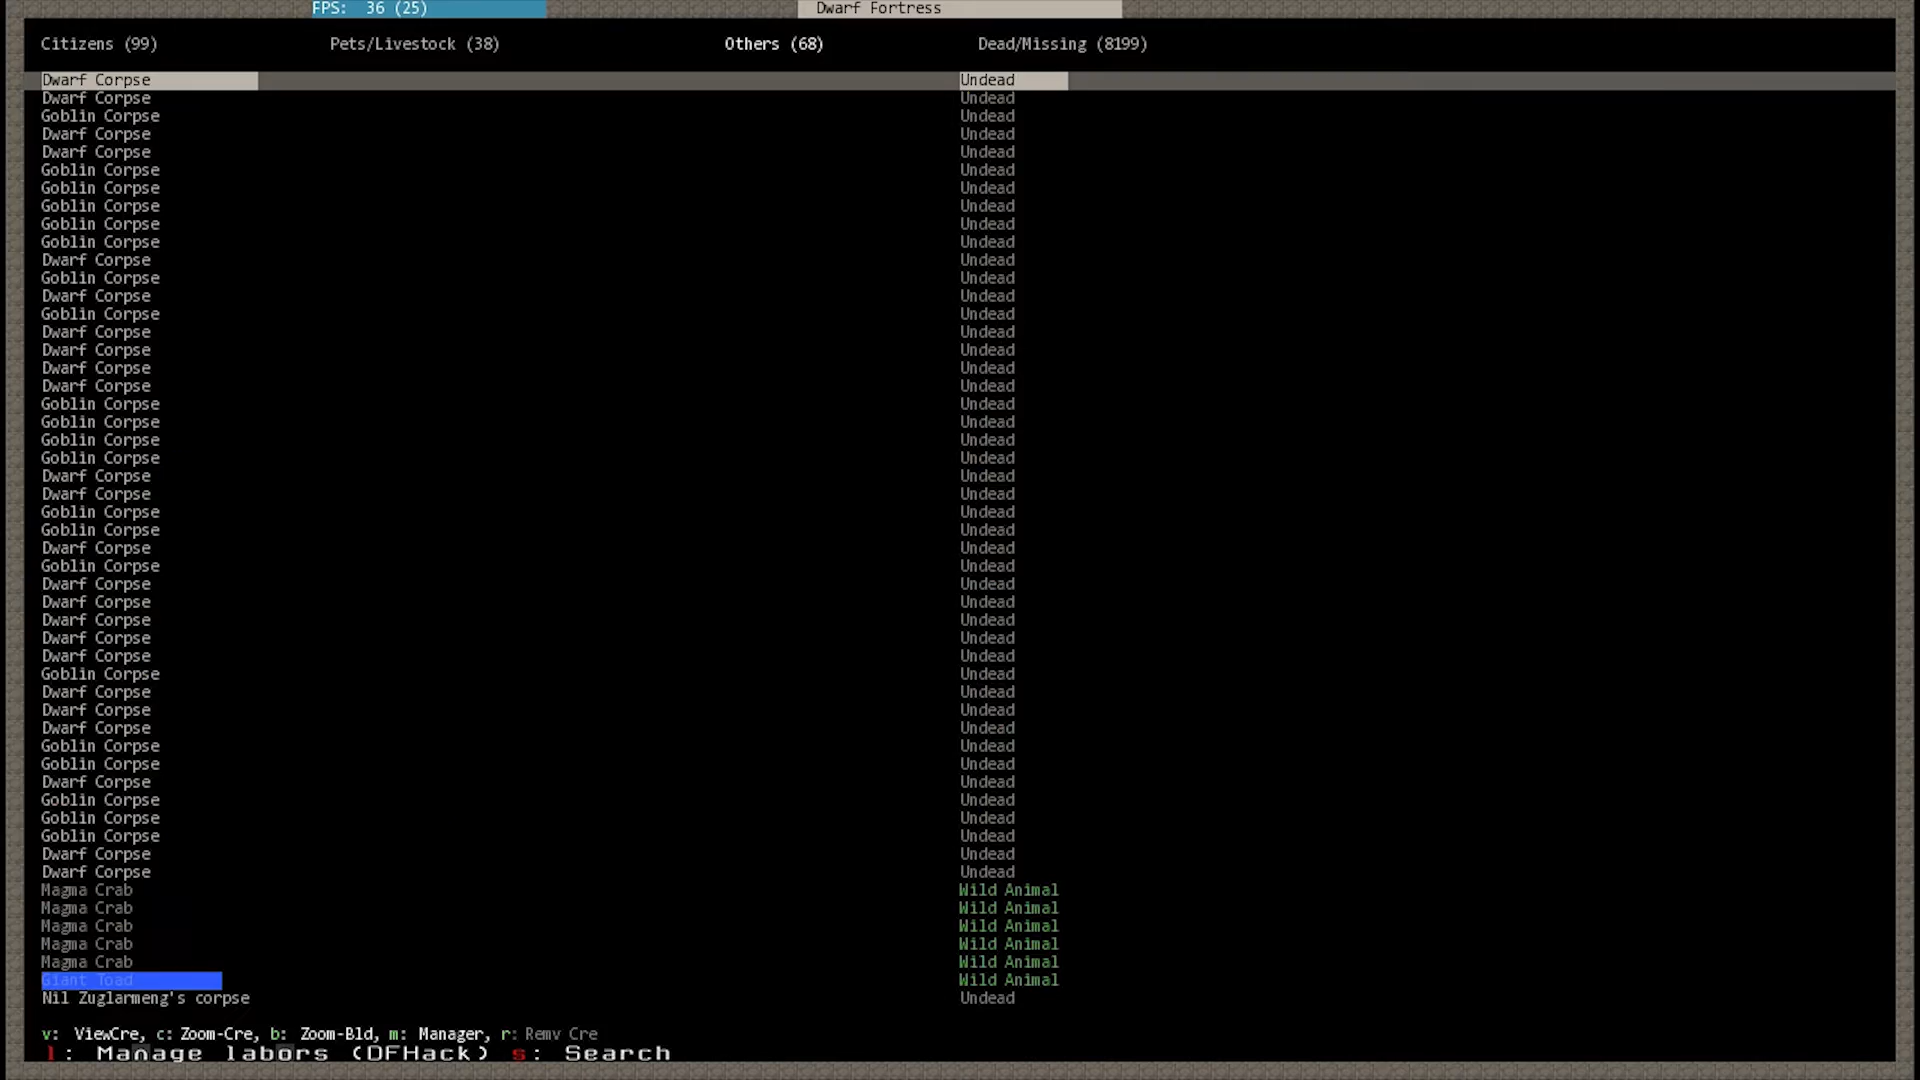 FPS:  36 (25) Dwarf Fortress
Citizens (99) Pets/Livestock (38) Others (68) Dead/Missing (8199)
Dwarf Corpse Undead
Dwarf Corpse Undead
Goblin Corpse Undead
Dwarf Corpse Undead
Dwarf Corpse Undead
Goblin Corpse Undead
Goblin Corpse Undead
Goblin Corpse Undead
Goblin Corpse Undead
Goblin Corpse Undead
Dwarf Corpse Undead
Goblin Corpse Undead
Dwarf Corpse Undead
Goblin Corpse Undead
Dwarf Corpse Undead
Dwarf Corpse Undead
Dwarf Corpse Undead
Dwarf Corpse Undead
Goblin Corpse Undead
Goblin Corpse Undead
Goblin Corpse Undead
Goblin Corpse Undead
Dwarf Corpse Undead
Dwarf Corpse Undead
Goblin Corpse Undead
Goblin Corpse Undead
Dwarf Corpse Undead
Goblin Corpse Undead
Dwarf Corpse Undead
Dwarf Corpse Undead
Dwarf Corpse Undead
Dwarf Corpse Undead
Dwarf Corpse Undead
Goblin Corpse Undead
Dwarf Corpse Undead
Dwarf Corpse Undead
Dwarf Corpse Undead
Goblin Corpse Undead
Goblin Corpse Undead
Dwarf Corpse Undead
Goblin Corpse Undead
Goblin Corpse Undead
Goblin Corpse Undead
Dwarf Corpse Undead
Dwarf Corpse Undead
Magma Crab Wild Animal
Magma Crab Wild Animal
Magma Crab Wild Animal
Magma Crab Wild Animal
Magma Crab Wild Animal
Giant Toad Wild Animal
Nil Zuglarmeng's corpse Undead
v: ViewCre, c: Zoom-Cre, b: Zoom-Bld, m: Manager, r: Remv Cre
l: Manage labors (DFHack) s: Search